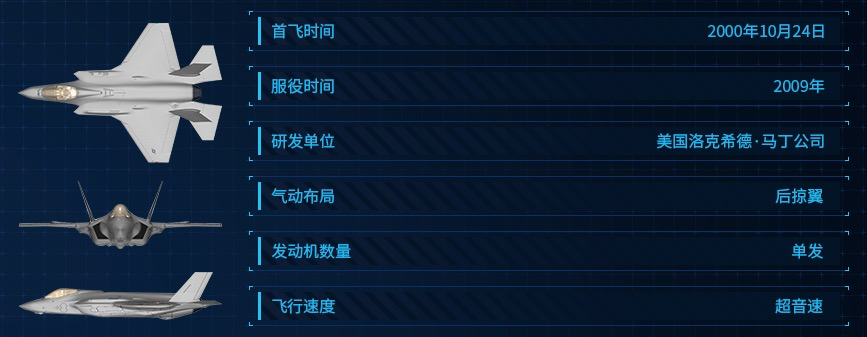 首飞时间 2000年10月24日
服役时间 2009年
研发单位 美国洛克希德·马丁公司
气动布局 后掠翼
发动机数量 单发
飞行速度 超音速